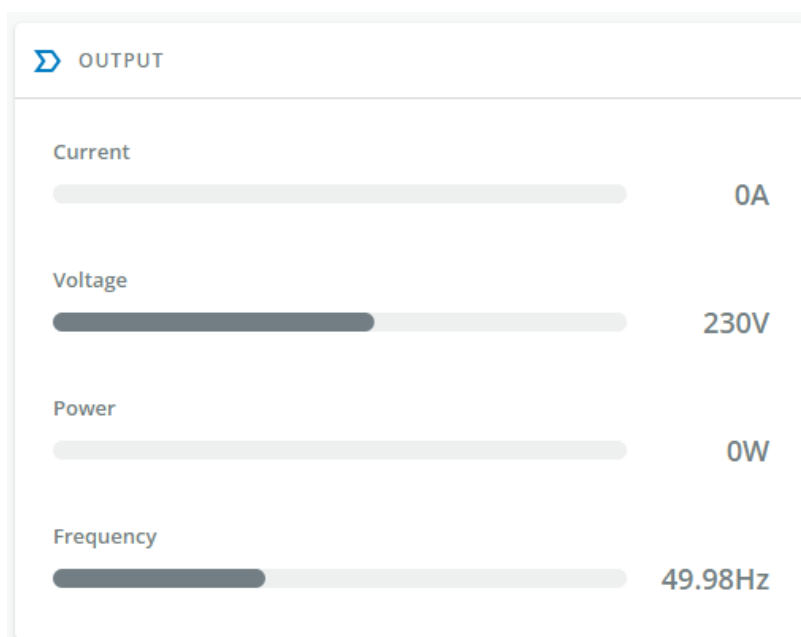 OUTPUT
Current
0A
Voltage
230V
Power
0W
Frequency
49.98Hz